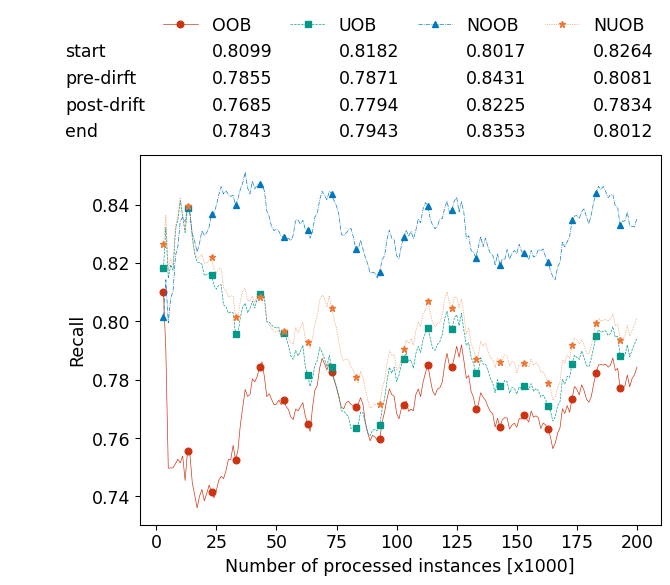 OOB UOB NOOB NUOB
start 0.8099 0.8182 0.8017 0.8264
pre-dirft 0.7855 0.7871 0.8431 0.8081
post-drift 0.7685 0.7794 0.8225 0.7834
end 0.7843 0.7943 0.8353 0.8012
0.84
0.82
0.80
0.78
0.76
0.74
Recall
0 25 50 75 100 125 150 175 200
Number of processed instances [x1000]